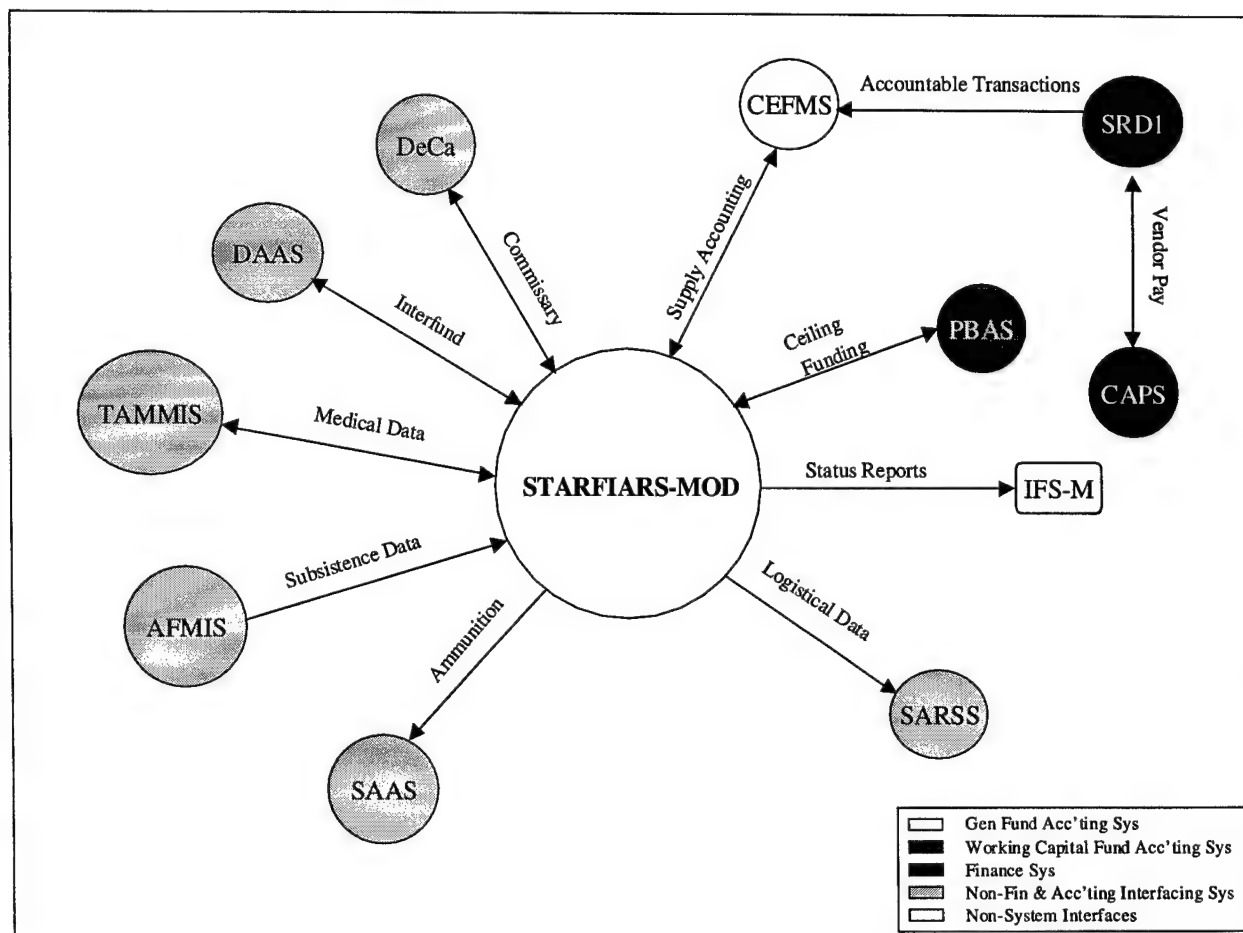 CEFMS
Accountable Transactions
SRD1
DeCa
DAAS
Commissary
Supply Accounting
Vendor Pay
Interfund
Ceiling
Funding
PBAS
CAPS
TAMMIS
Medical Data
STARFIARS-MOD
Status Reports
IFS-M
Subsistence Data
AFMIS
Ammunition
Logistical Data
SARSS
SAAS
Gen Fund Acc'ting Sys
Working Capital Fund Acc'ting Sys
Finance Sys
Non-Fin & Acc'ting Interfacing Sys
Non-System Interfaces